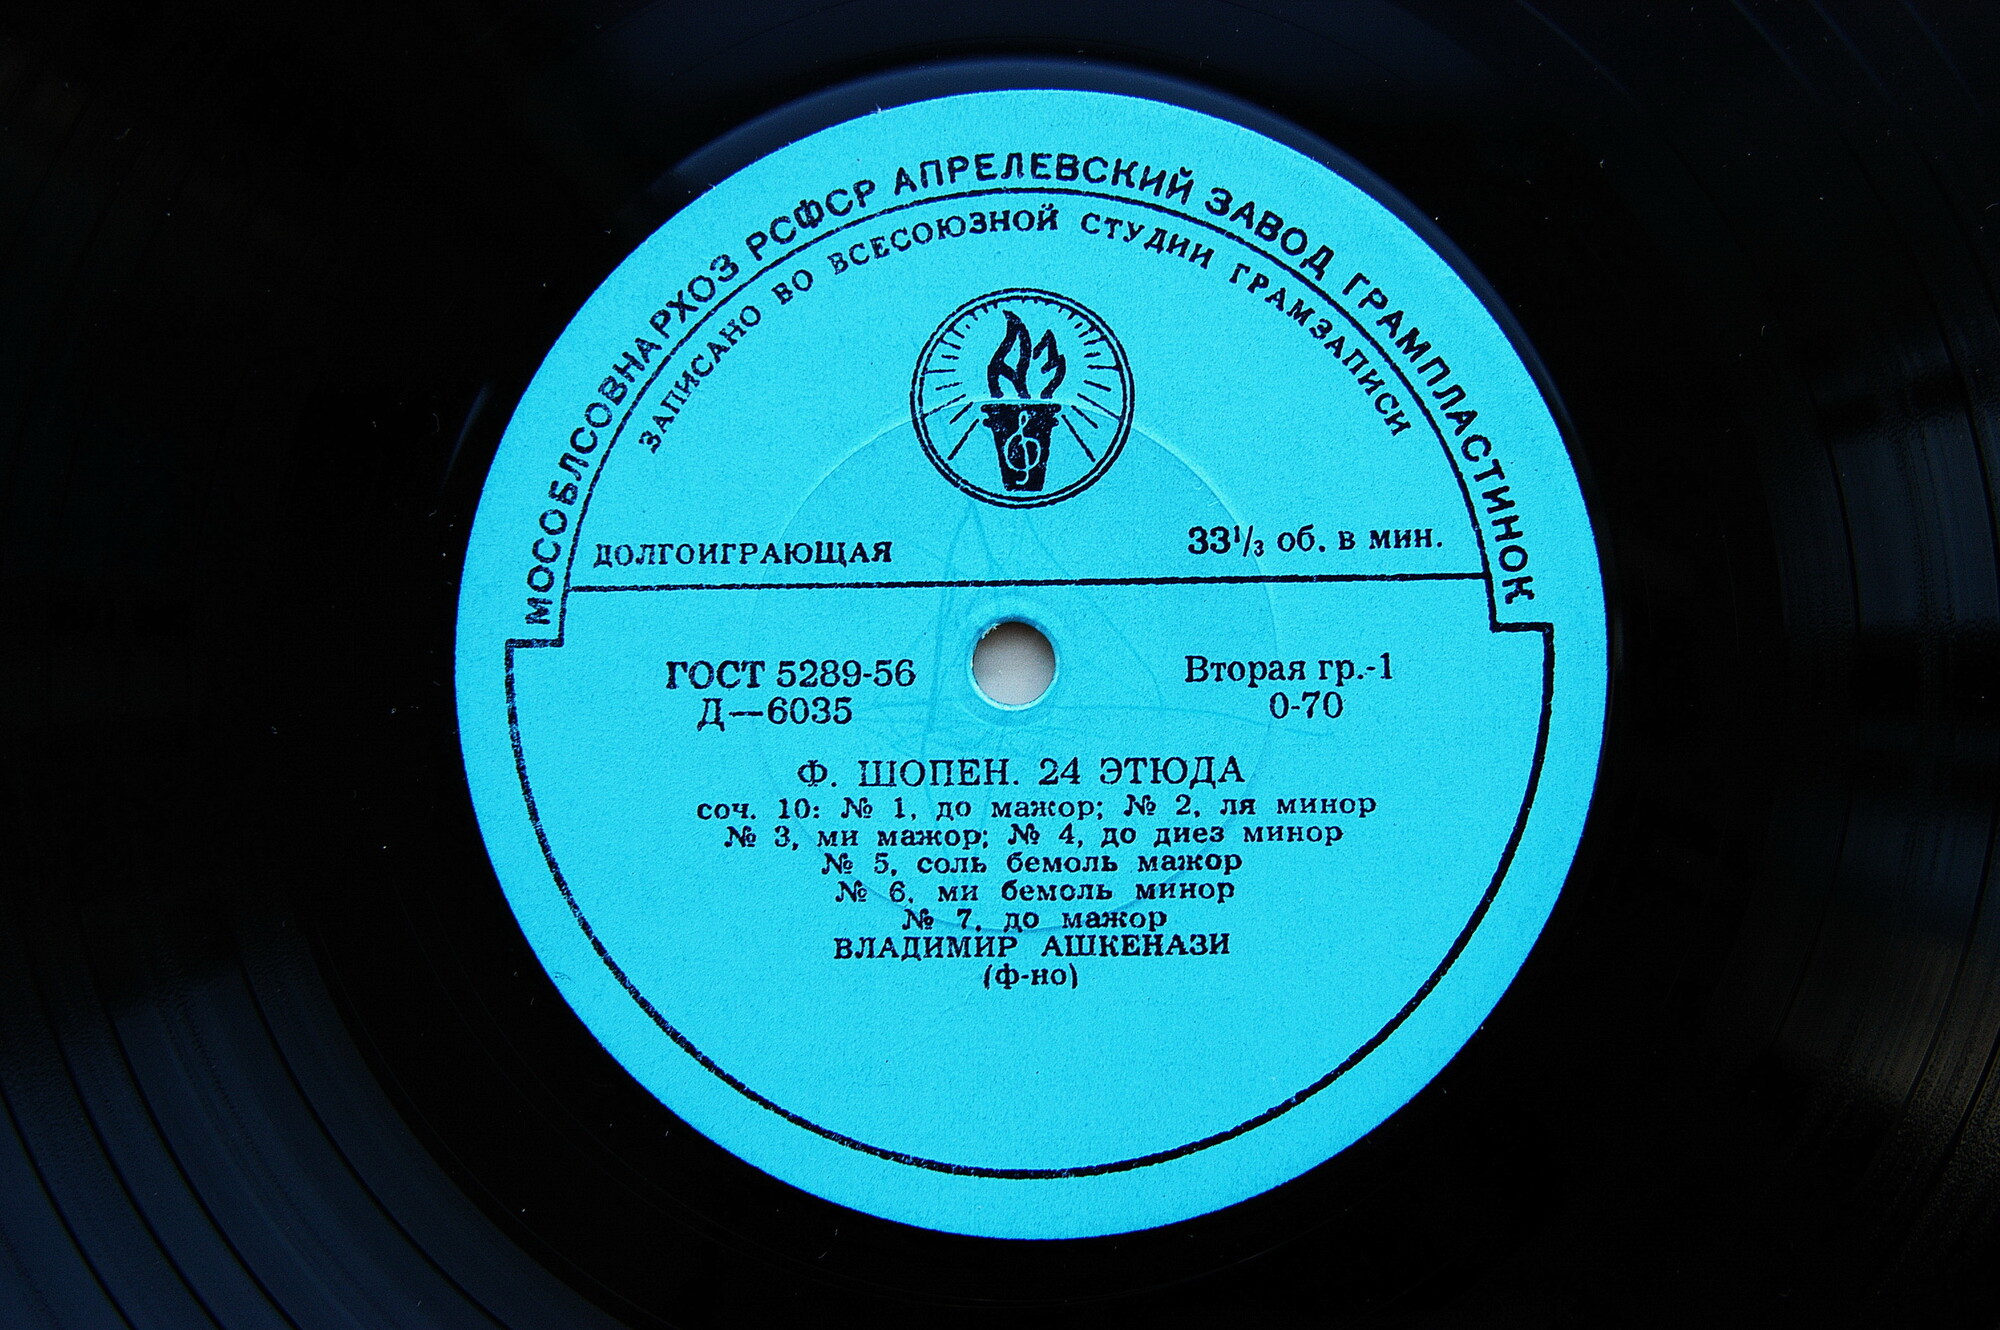 МОСОБЛСОВНАРХОЗ РСФСР АПРЕЛЕВСКИЙ ЗАВОД ГРАМПЛАСТИНОК
ЗАПИСАНО ВО ВСЕСОЮЗНОЙ СТУДИИ ГРАМЗАПИСИ
АЗ
ДОЛГОИГРАЮЩАЯ 33⅓ об. в мин.
ГОСТ 5289-56 Вторая гр.-1
Д—6035 0-70
Ф. ШОПЕН. 24 ЭТЮДА
соч. 10: № 1, до мажор; № 2, ля минор
№ 3, ми мажор; № 4, до диез минор
№ 5, соль бемоль мажор
№ 6, ми бемоль минор
№ 7, до мажор
ВЛАДИМИР АШКЕНАЗИ
(ф-но)